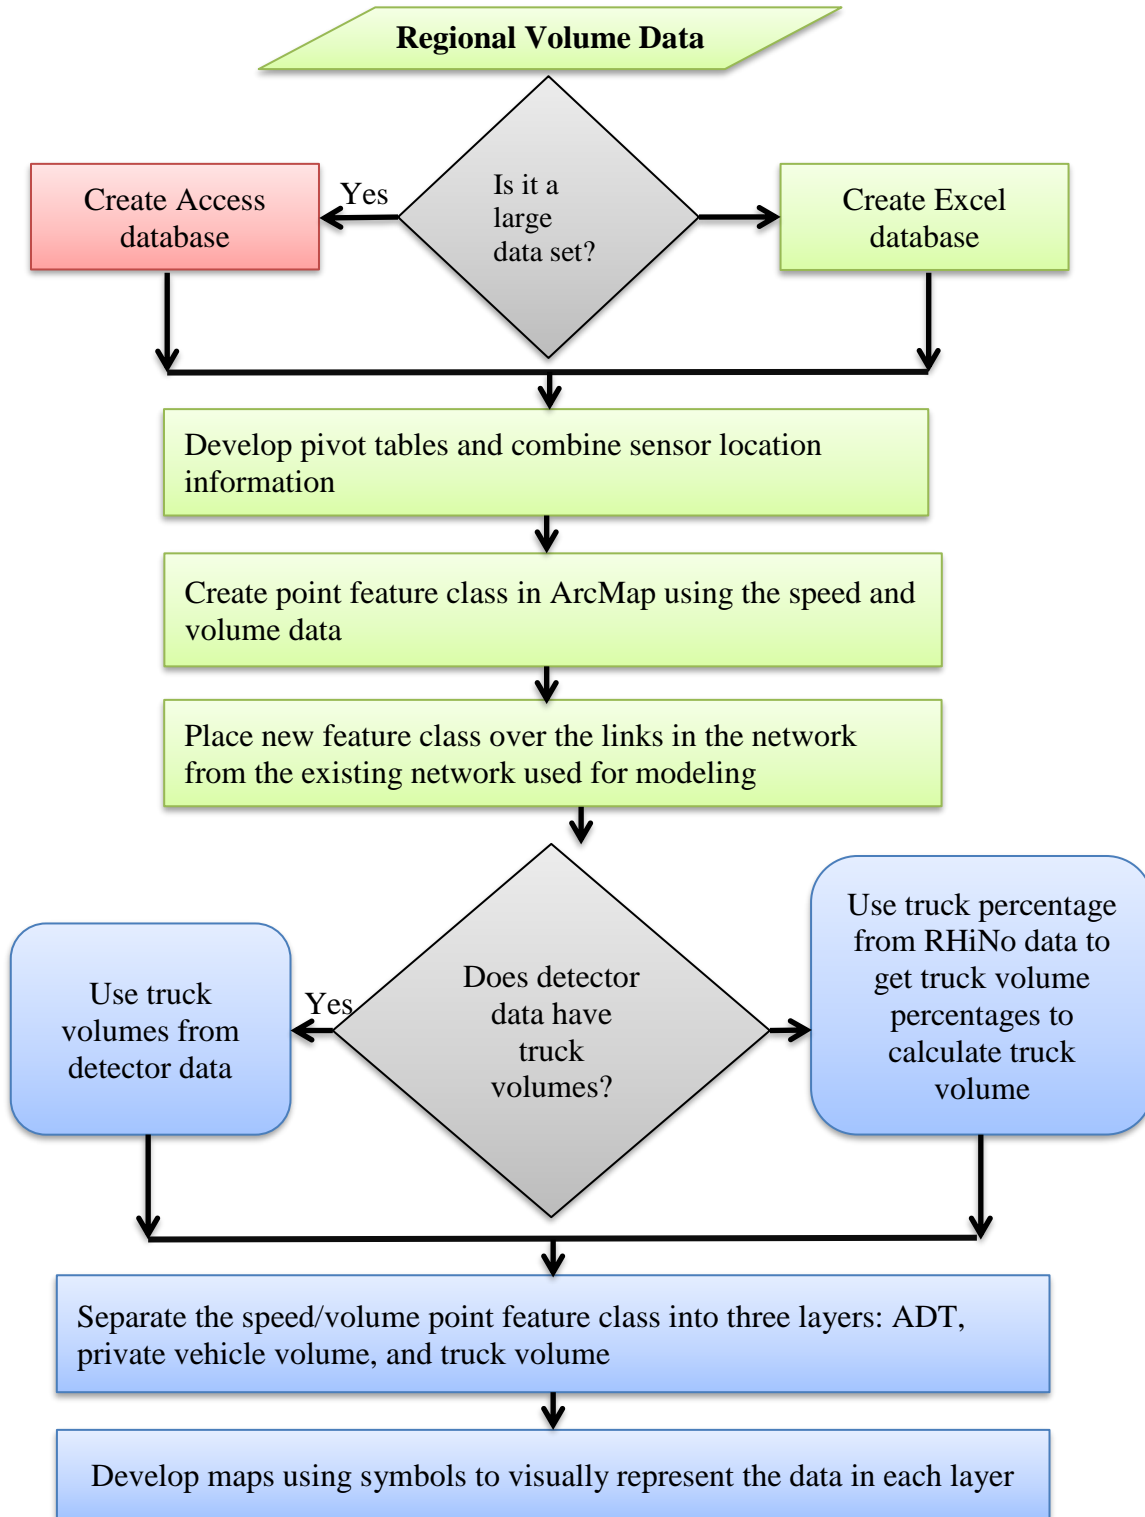 Regional Volume Data
Is it a
large
data set?
Yes
Create Access
database
Create Excel
database
Develop pivot tables and combine sensor location
information
Create point feature class in ArcMap using the speed and
volume data
Place new feature class over the links in the network
from the existing network used for modeling
Does detector
data have
truck
volumes?
Yes
Use truck
volumes from
detector data
Use truck percentage
from RHiNo data to
get truck volume
percentages to
calculate truck
volume
Separate the speed/volume point feature class into three layers: ADT,
private vehicle volume, and truck volume
Develop maps using symbols to visually represent the data in each layer